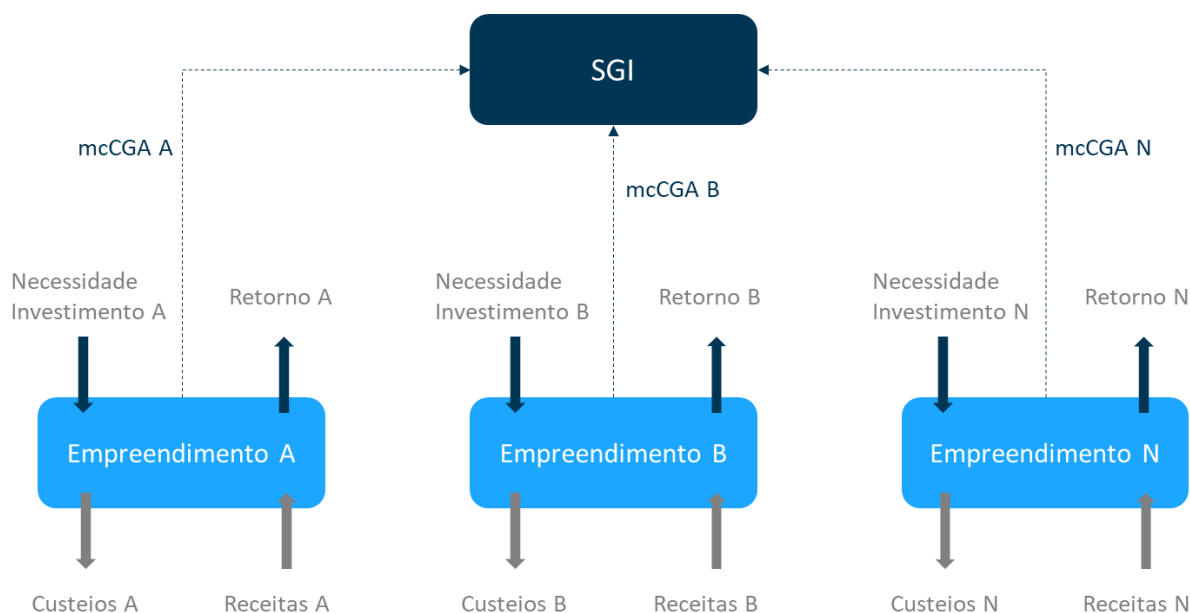 SGI
mcCGA A
mcCGA B
mcCGA N
Necessidade
Investimento A
Retorno A
Necessidade
Investimento B
Retorno B
Necessidade
Investimento N
Retorno N
Empreendimento A
Empreendimento B
Empreendimento N
Custeios A
Receitas A
Custeios B
Receitas B
Custeios N
Receitas N